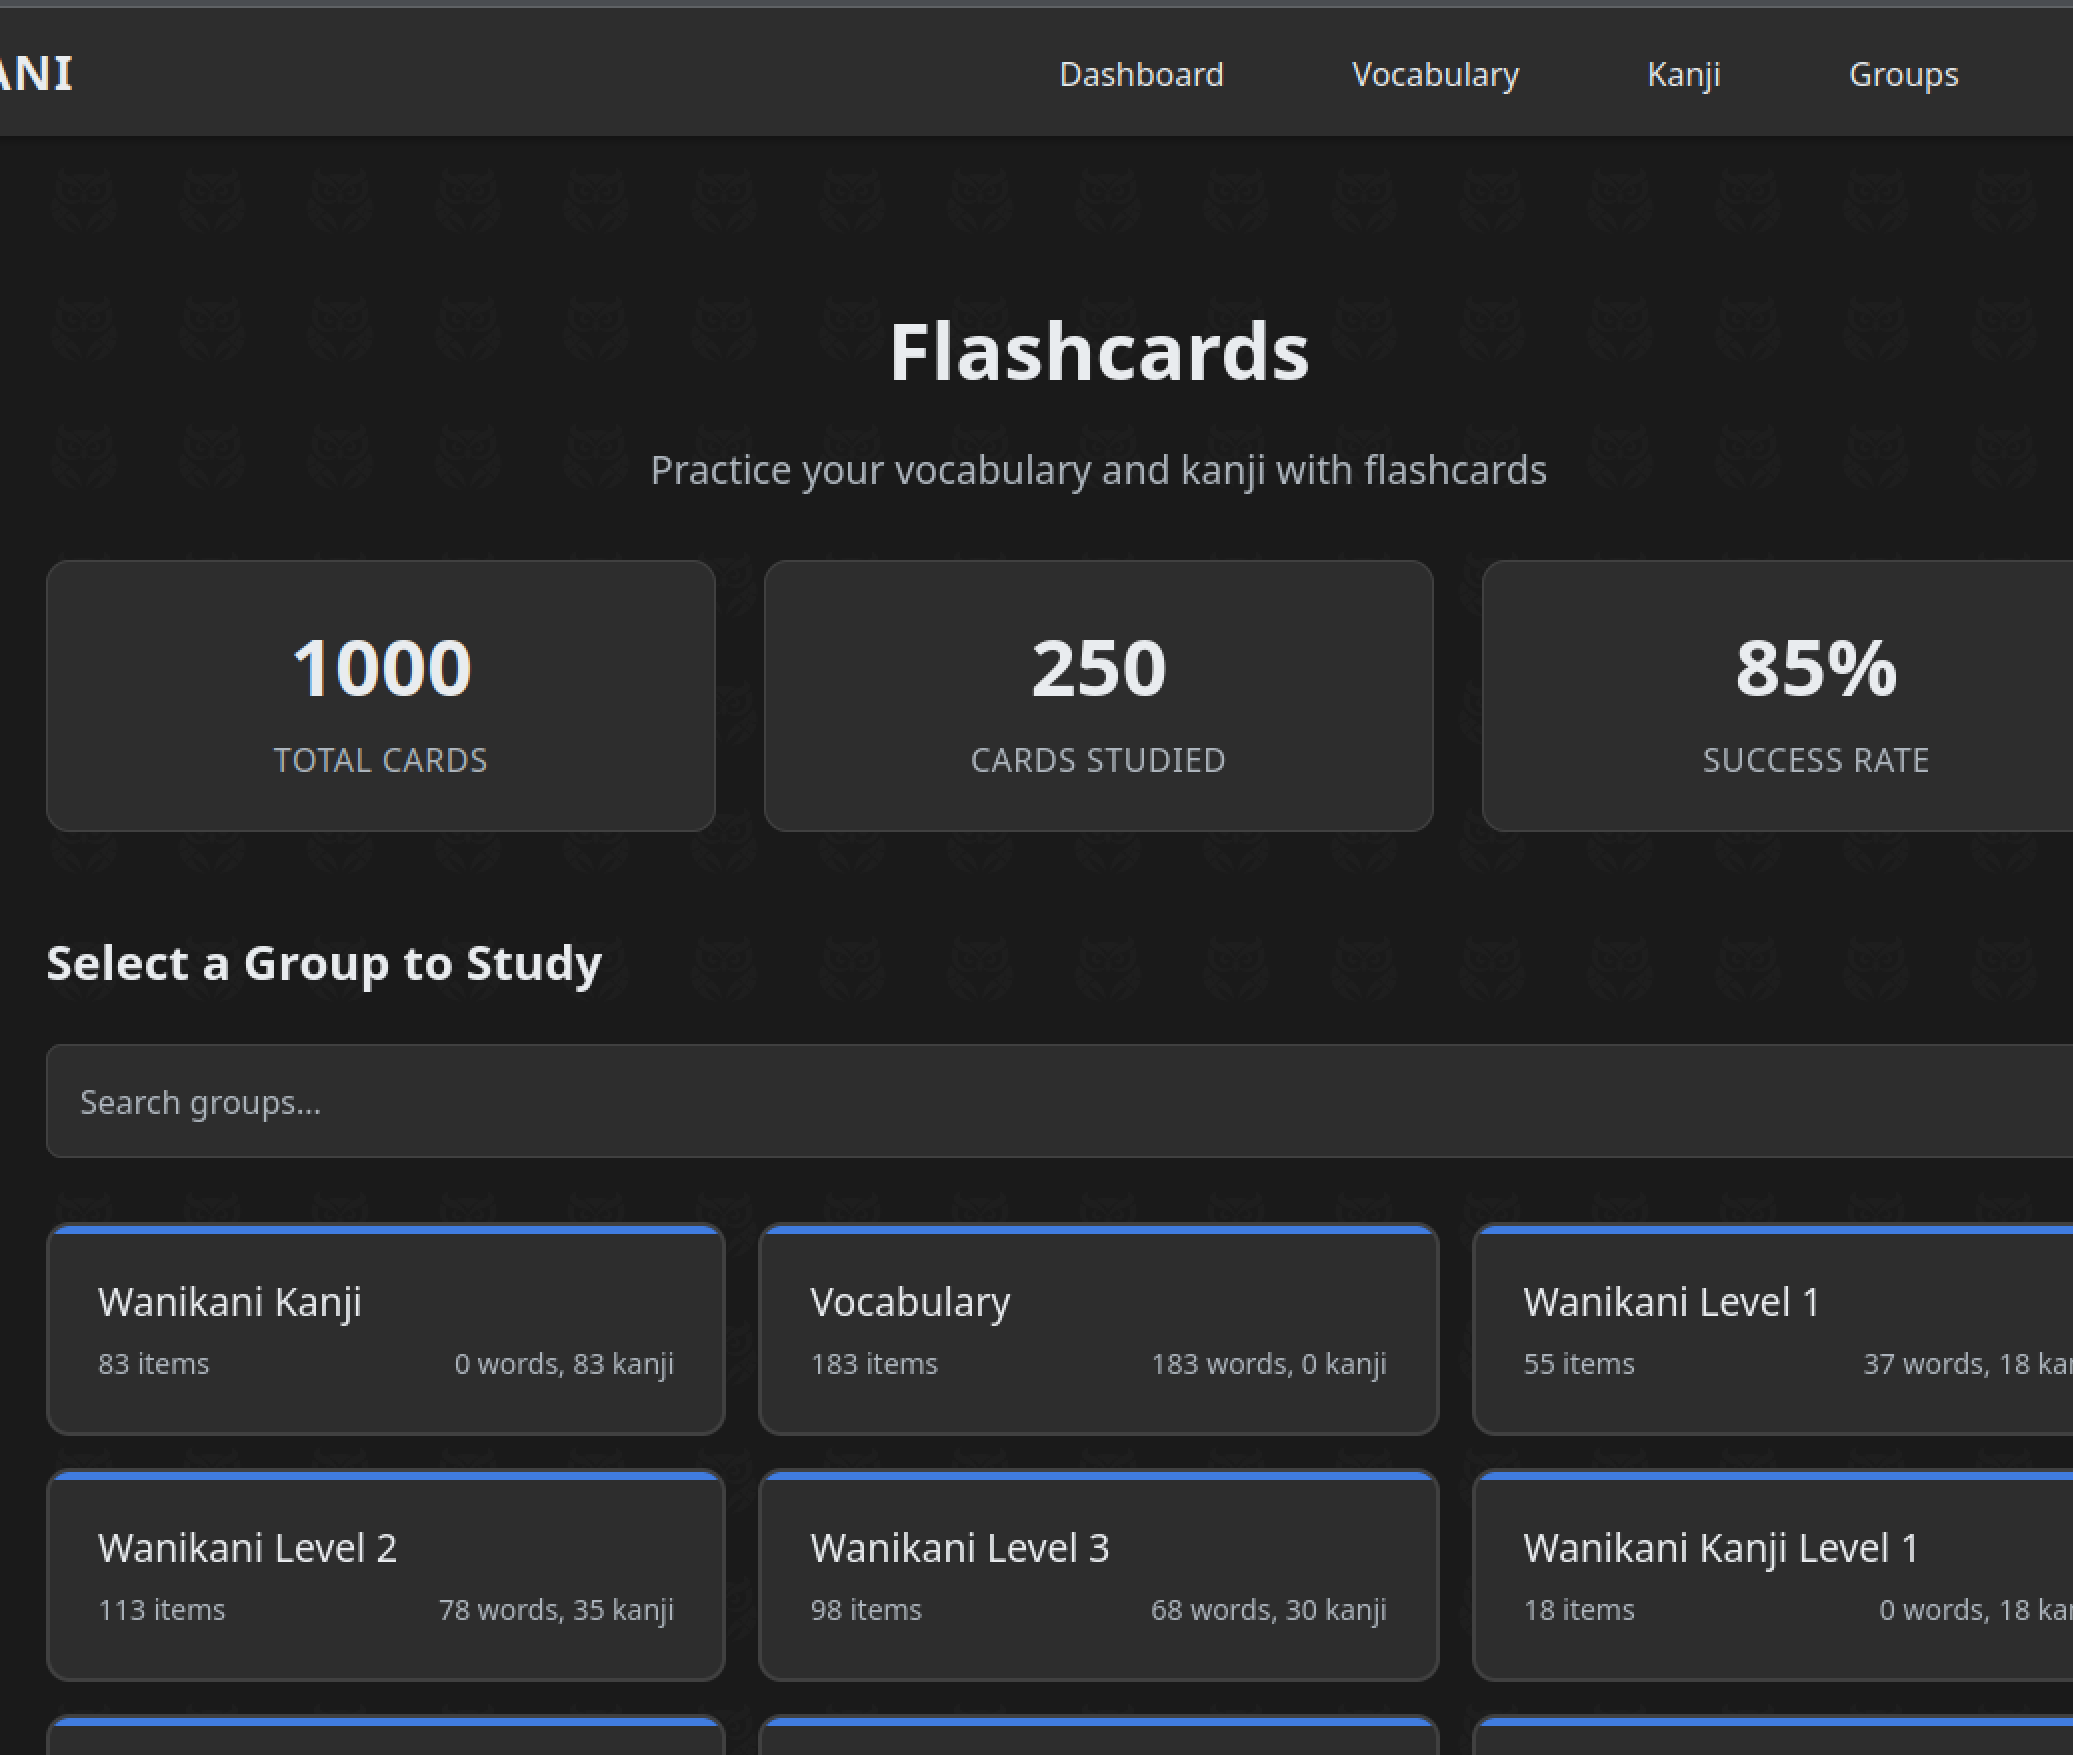 ANI
Dashboard Vocabulary Kanji Groups
Flashcards
Practice your vocabulary and kanji with flashcards
1000 250 85%
TOTAL CARDS CARDS STUDIED SUCCESS RATE
Select a Group to Study
Search groups...
Wanikani Kanji Vocabulary Wanikani Level 1
83 items 0 words, 83 kanji 183 items 183 words, 0 kanji 55 items 37 words, 18
Wanikani Level 2 Wanikani Level 3 Wanikani Kanji Level 1
113 items 78 words, 35 kanji 98 items 68 words, 30 kanji 18 items 0 words, 18